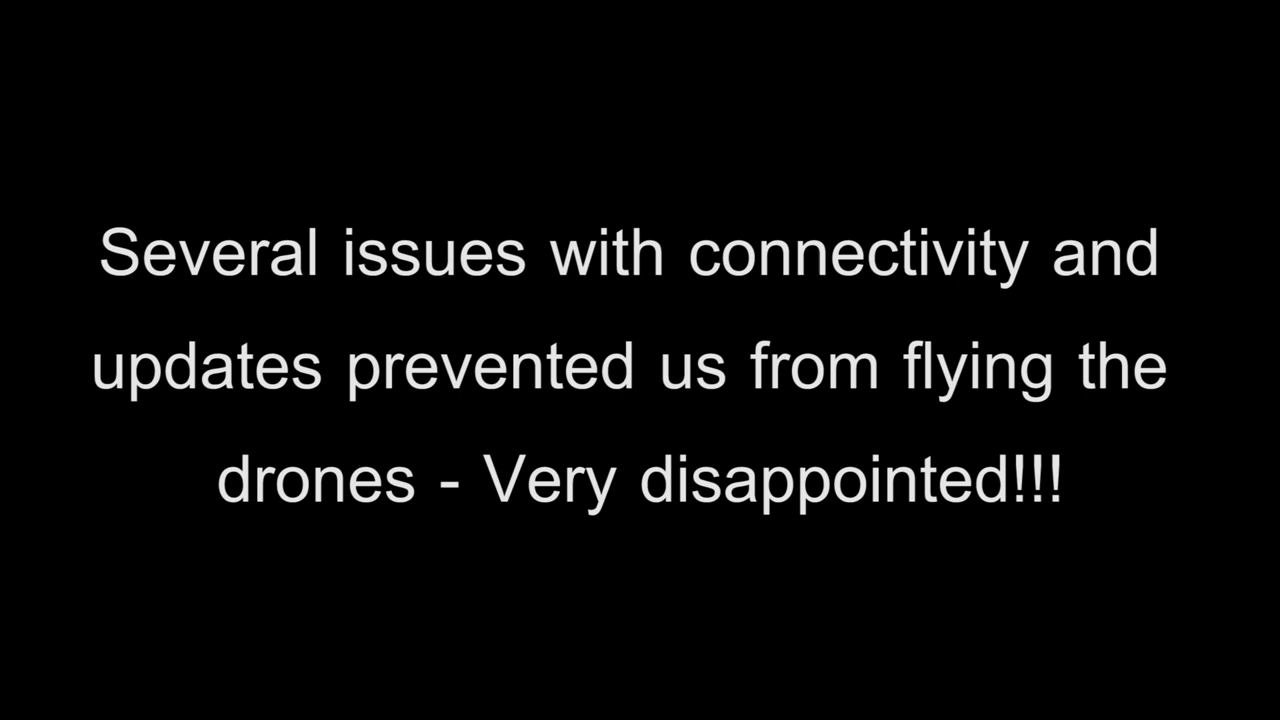 Several issues with connectivity and
updates prevented us from flying the
drones - Very disappointed!!!